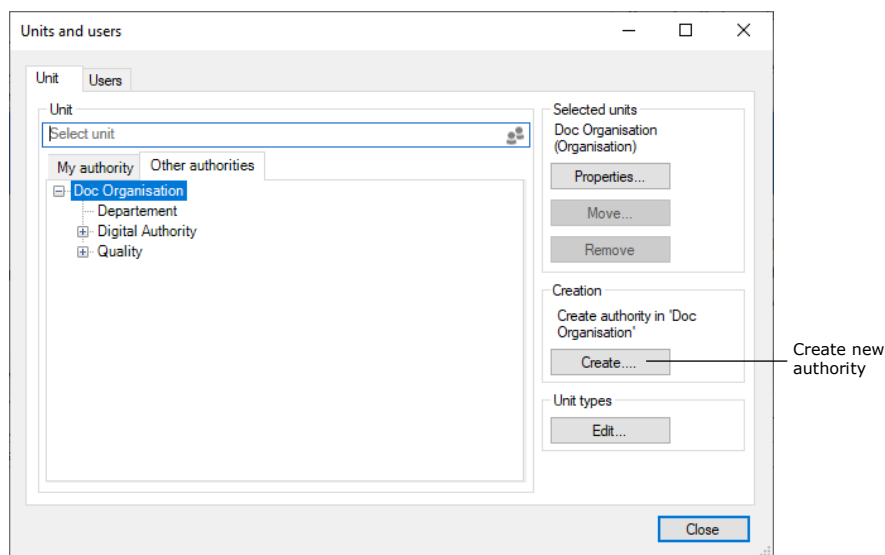 Units and users
Unit
Users
Unit
Select unit
My authority
Other authorities
Doc Organisation
Departement
Digital Authority
Quality
Selected units
Doc Organisation
(Organisation)
Properties...
Move...
Remove
Creation
Create authority in 'Doc
Organisation'
Create....
Unit types
Edit...
Close
Create new
authority